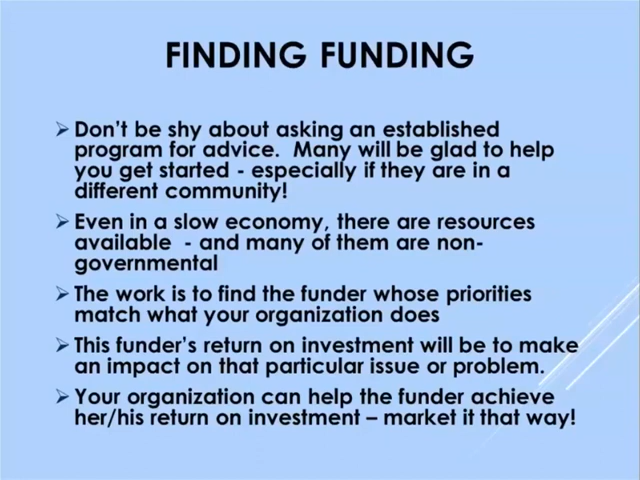 FINDING FUNDING
➢ Don't be shy about asking an established
program for advice.  Many will be glad to help
you get started - especially if they are in a
different community!
➢ Even in a slow economy, there are resources
available  - and many of them are non-
governmental
➢ The work is to find the funder whose priorities
match what your organization does
➢ This funder's return on investment will be to make
an impact on that particular issue or problem.
➢ Your organization can help the funder achieve
her/his return on investment – market it that way!